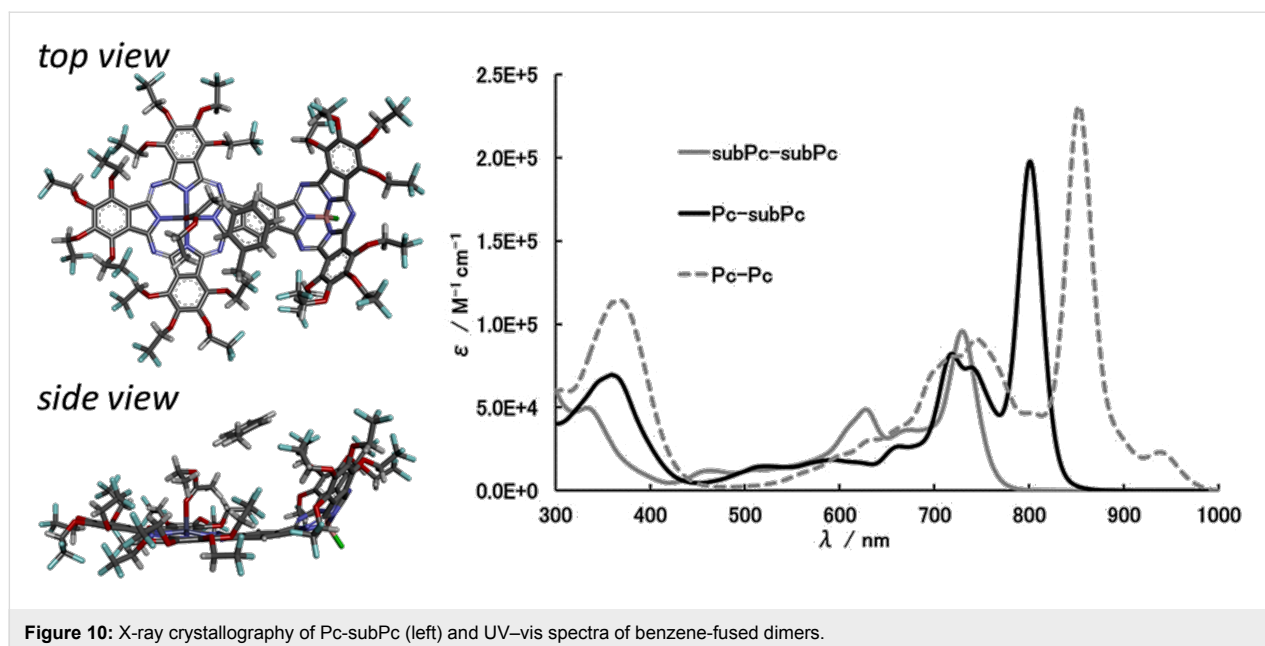 top view
side view
2.5E+5
2.0E+5
1.5E+5
1.0E+5
5.0E+4
0.0E+0
ε / M⁻¹ cm⁻¹
subPc-subPc
Pc-subPc
Pc-Pc
300 400 500 600 700 800 900 1000
λ / nm
Figure 10: X-ray crystallography of Pc-subPc (left) and UV–vis spectra of benzene-fused dimers.